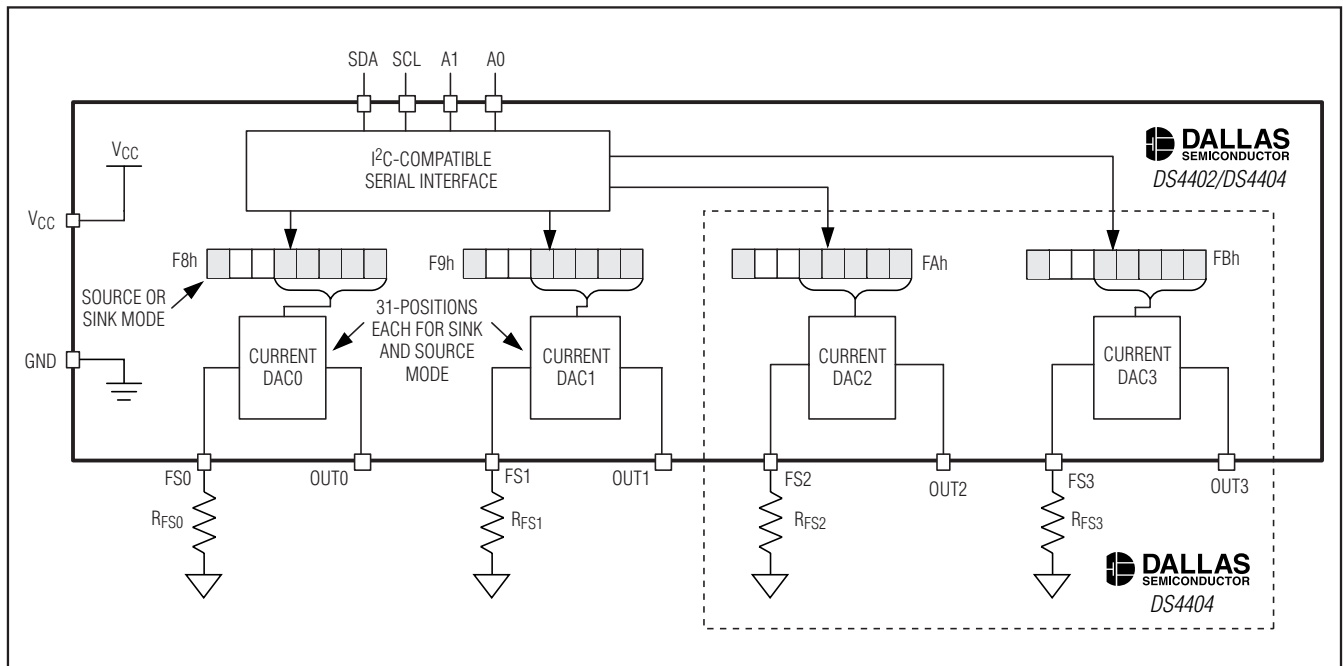 SDA SCL A1 A0
I²C-COMPATIBLE
SERIAL INTERFACE
DALLAS
SEMICONDUCTOR
DS4402/DS4404
VCC
VCC
GND
F8h
F9h
FAh
FBh
SOURCE OR
SINK MODE
31-POSITIONS
EACH FOR SINK
AND SOURCE
MODE
CURRENT
DAC0
CURRENT
DAC1
CURRENT
DAC2
CURRENT
DAC3
FS0
OUT0
FS1
OUT1
FS2
OUT2
FS3
OUT3
RFS0
RFS1
RFS2
RFS3
DALLAS
SEMICONDUCTOR
DS4404